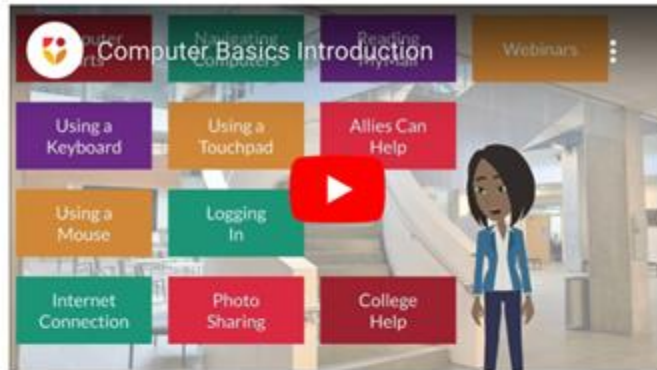 Computer Basics Introduction
Webinars
Using a
Keyboard
Using a
Touchpad
Allies Can
Help
Using a
Mouse
Logging
In
Internet
Connection
Photo
Sharing
College
Help